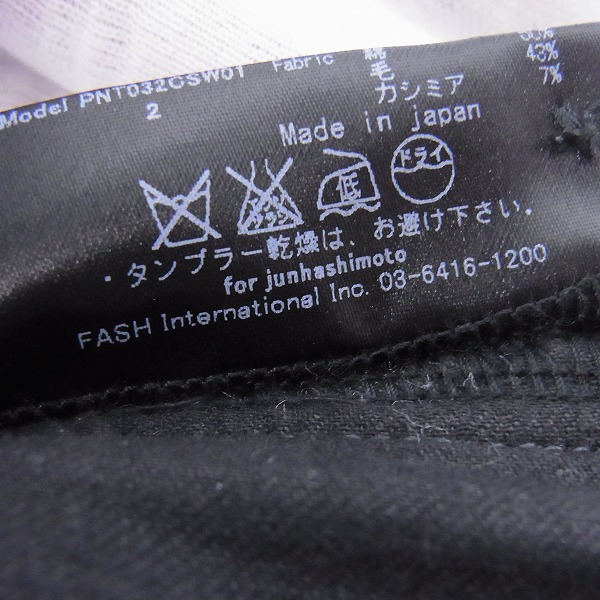 Model PNT032CSW01 Fabric 綿
2 毛 43%
カシミア 7%
Made in japan
低 ドライ
・タンブラー乾燥は、お避け下さい。
for junhashimoto
FASH International Inc. 03-6416-1200